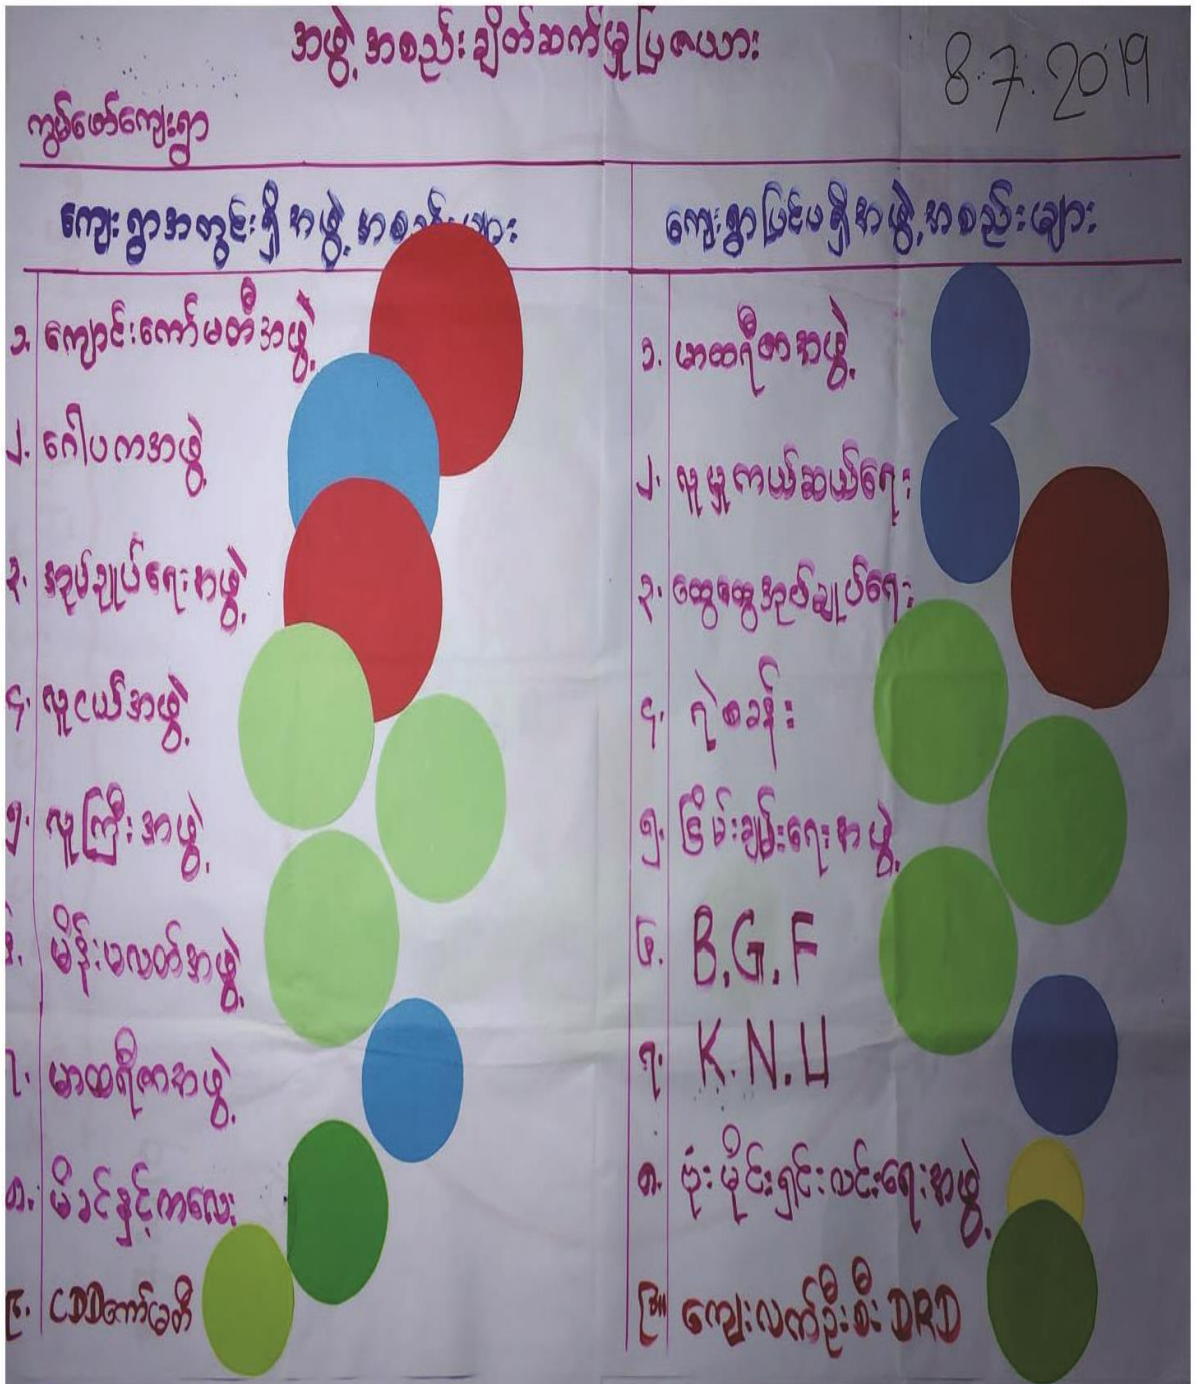 အဖွဲ့အစည်းချိတ်ဆက်မှုပြဇယား
8.7.2019
ကွမ်ဖော်ကျေးရွာ
ကျေးရွာအတွင်းရှိအဖွဲ့အစည်းများ
ကျေးရွာပြင်ပရှိအဖွဲ့အစည်းများ
၁. ကျောင်းကော်မတီအဖွဲ့
၂. ဂေါပကအဖွဲ့
၃. အုပ်ချုပ်ရေးအဖွဲ့
၄. လူငယ်အဖွဲ့
၅. လူကြီးအဖွဲ့
၆. မိန်းမလတ်အဖွဲ့
၇. မာထရီဇာအဖွဲ့
၈. မိခင်နှင့်ကလေး
၉. CDDကော်မတီ
၁. မာထရီဇာအဖွဲ့
၂. လူမှုကယ်ဆယ်ရေး
၃. ထွေထွေအုပ်ချုပ်ရေး
၄. ရဲစခန်း
၅. ငြိမ်းချမ်းရေးအဖွဲ့
၆. B.G.F
၇. K.N.U
၈. ဗုံးမိုင်းရှင်းလင်းရေးအဖွဲ့
၉။ ကျေးလက်ဦးစီး DRD